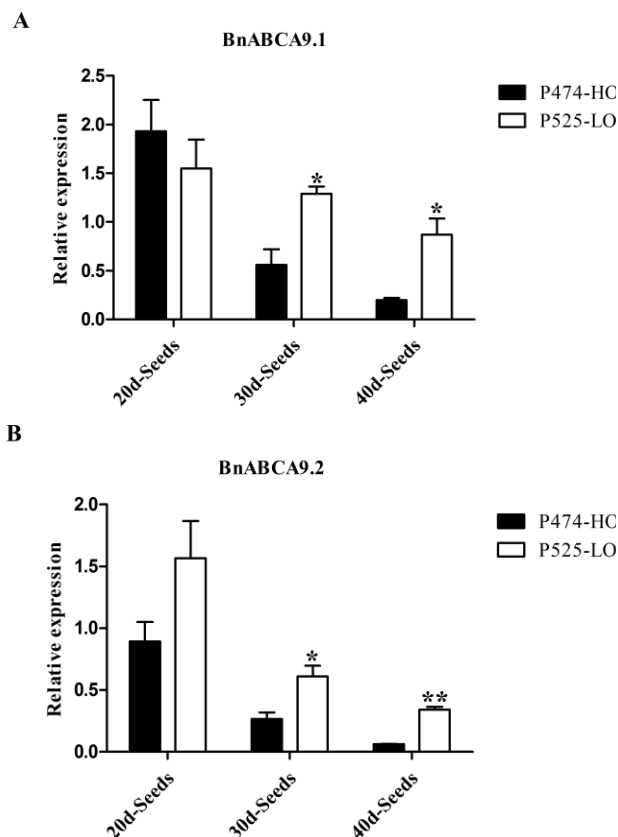 A
BnABCA9.1
2.5
2.0
1.5
1.0
0.5
0.0
Relative expression
P474-HO
P525-LO
*
*
20d-Seeds
30d-Seeds
40d-Seeds
B
BnABCA9.2
2.0
1.5
1.0
0.5
0.0
Relative expression
P474-HO
P525-LO
*
**
20d-Seeds
30d-Seeds
40d-Seeds